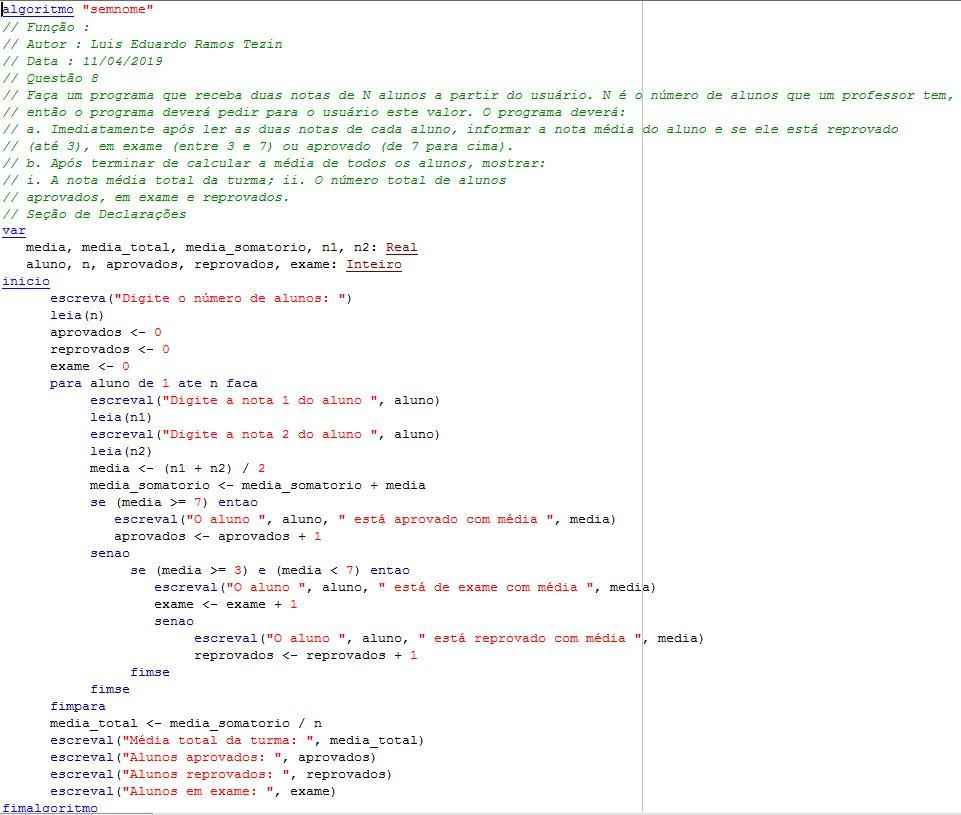 algoritmo "semnome"
// Função :
// Autor : Luis Eduardo Ramos Tezin
// Data : 11/04/2019
// Questão 8
// Faça um programa que receba duas notas de N alunos a partir do usuário. N é o número de alunos que um professor tem,
// então o programa deverá pedir para o usuário este valor. O programa deverá:
// a. Imediatamente após ler as duas notas de cada aluno, informar a nota média do aluno e se ele está reprovado
// (até 3), em exame (entre 3 e 7) ou aprovado (de 7 para cima).
// b. Após terminar de calcular a média de todos os alunos, mostrar:
// i. A nota média total da turma; ii. O número total de alunos
// aprovados, em exame e reprovados.
// Seção de Declarações
var
   media, media_total, media_somatorio, n1, n2: Real
   aluno, n, aprovados, reprovados, exame: Inteiro
inicio
      escreva("Digite o número de alunos: ")
      leia(n)
      aprovados <- 0
      reprovados <- 0
      exame <- 0
      para aluno de 1 ate n faca
           escreval("Digite a nota 1 do aluno ", aluno)
           leia(n1)
           escreval("Digite a nota 2 do aluno ", aluno)
           leia(n2)
           media <- (n1 + n2) / 2
           media_somatorio <- media_somatorio + media
           se (media >= 7) entao
              escreval("O aluno ", aluno, " está aprovado com média ", media)
              aprovados <- aprovados + 1
           senao
                se (media >= 3) e (media < 7) entao
                   escreval("O aluno ", aluno, " está de exame com média ", media)
                   exame <- exame + 1
                   senao
                        escreval("O aluno ", aluno, " está reprovado com média ", media)
                        reprovados <- reprovados + 1
                fimse
           fimse
      fimpara
      media_total <- media_somatorio / n
      escreval("Média total da turma: ", media_total)
      escreval("Alunos aprovados: ", aprovados)
      escreval("Alunos reprovados: ", reprovados)
      escreval("Alunos em exame: ", exame)
fimalgoritmo